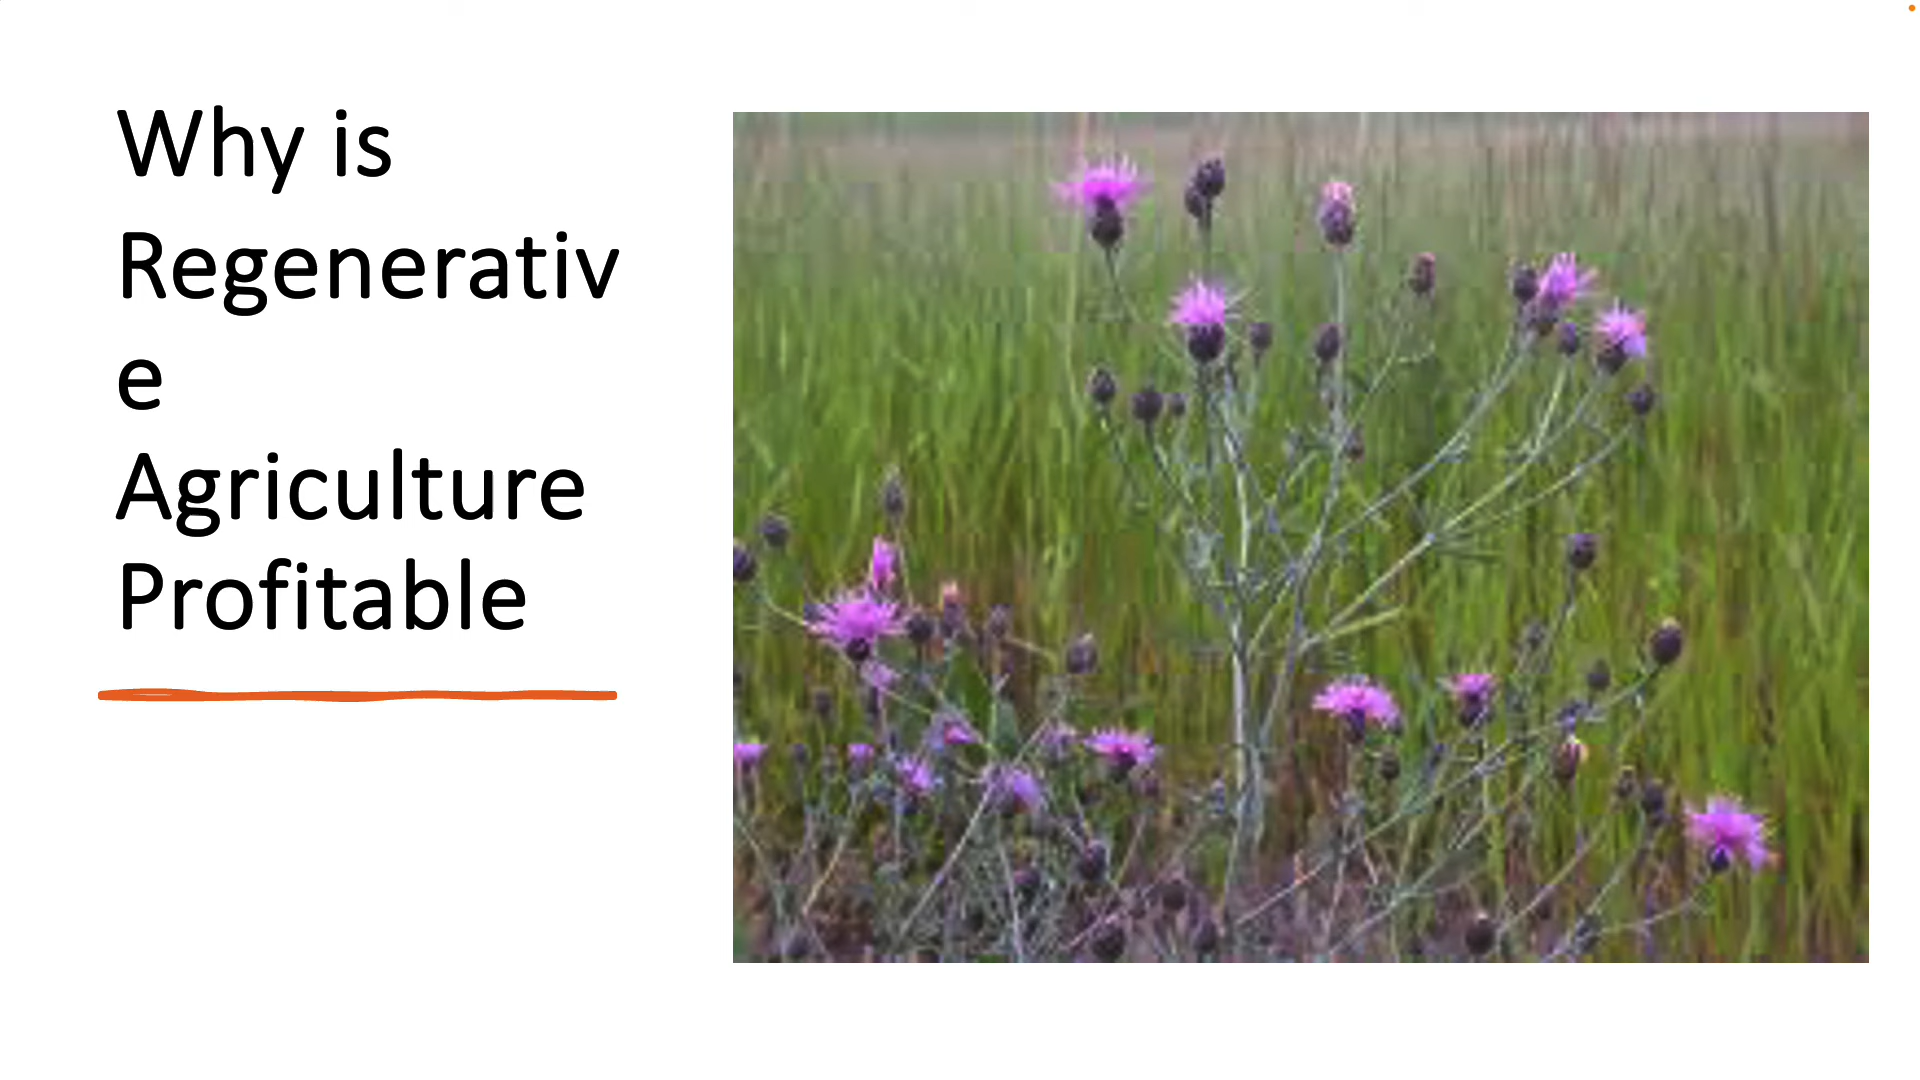 Why is
Regenerativ
e
Agriculture
Profitable